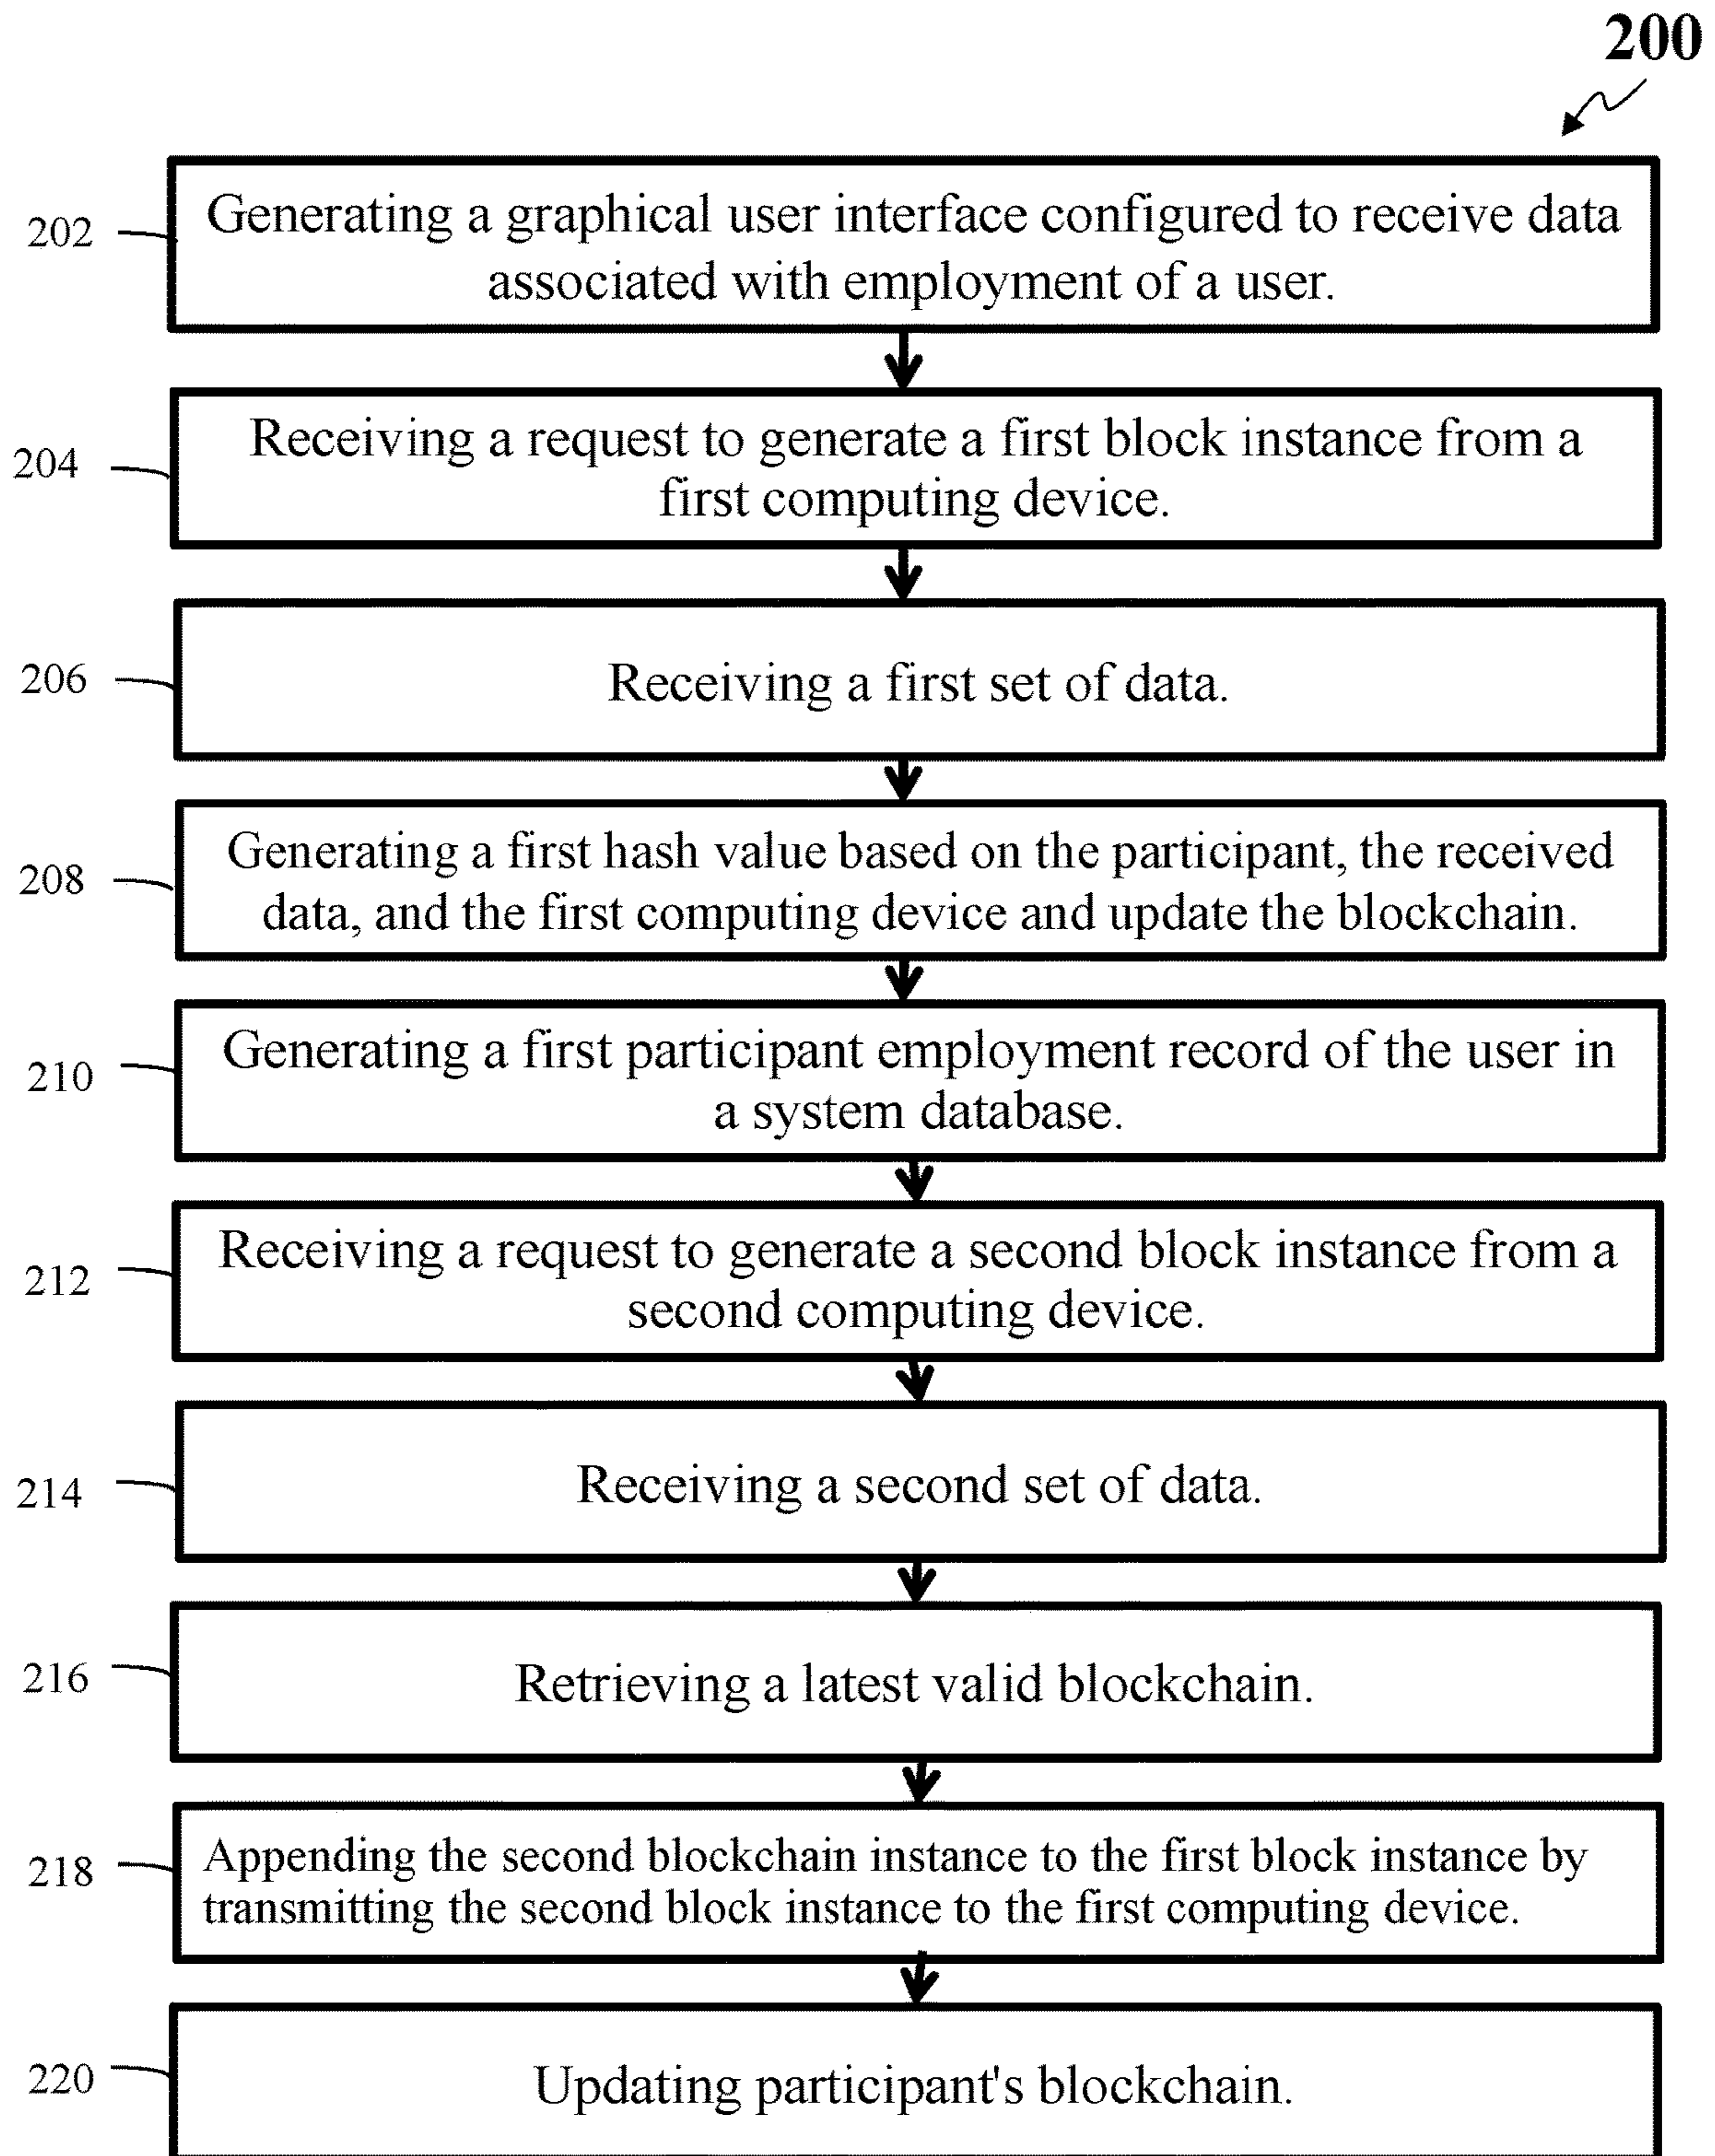 200
202
Generating a graphical user interface configured to receive data
associated with employment of a user.
204
Receiving a request to generate a first block instance from a
first computing device.
206
Receiving a first set of data.
208
Generating a first hash value based on the participant, the received
data, and the first computing device and update the blockchain.
210
Generating a first participant employment record of the user in
a system database.
212
Receiving a request to generate a second block instance from a
second computing device.
214
Receiving a second set of data.
216
Retrieving a latest valid blockchain.
218
Appending the second blockchain instance to the first block instance by
transmitting the second block instance to the first computing device.
220
Updating participant's blockchain.